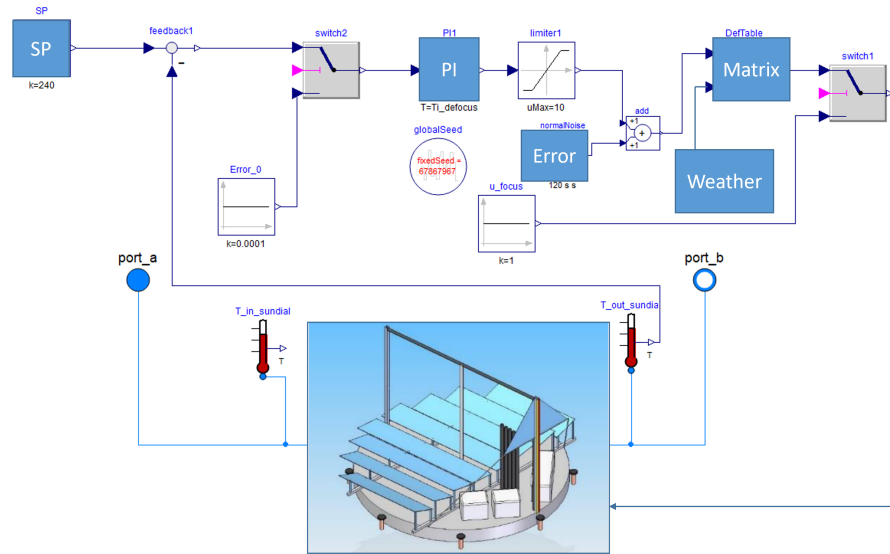 SP
SP
k=240
feedback1
switch2
PI1
PI
T=Ti_defocus
limiter1
uMax=10
DefTable
Matrix
switch1
add
+1
+
+1
normalNoise
Error
120 s s
globalSeed
fixedSeed =
67867967
Weather
Error_0
k=0.0001
u_focus
k=1
port_a
port_b
T_in_sundial
T
T_out_sundia
T